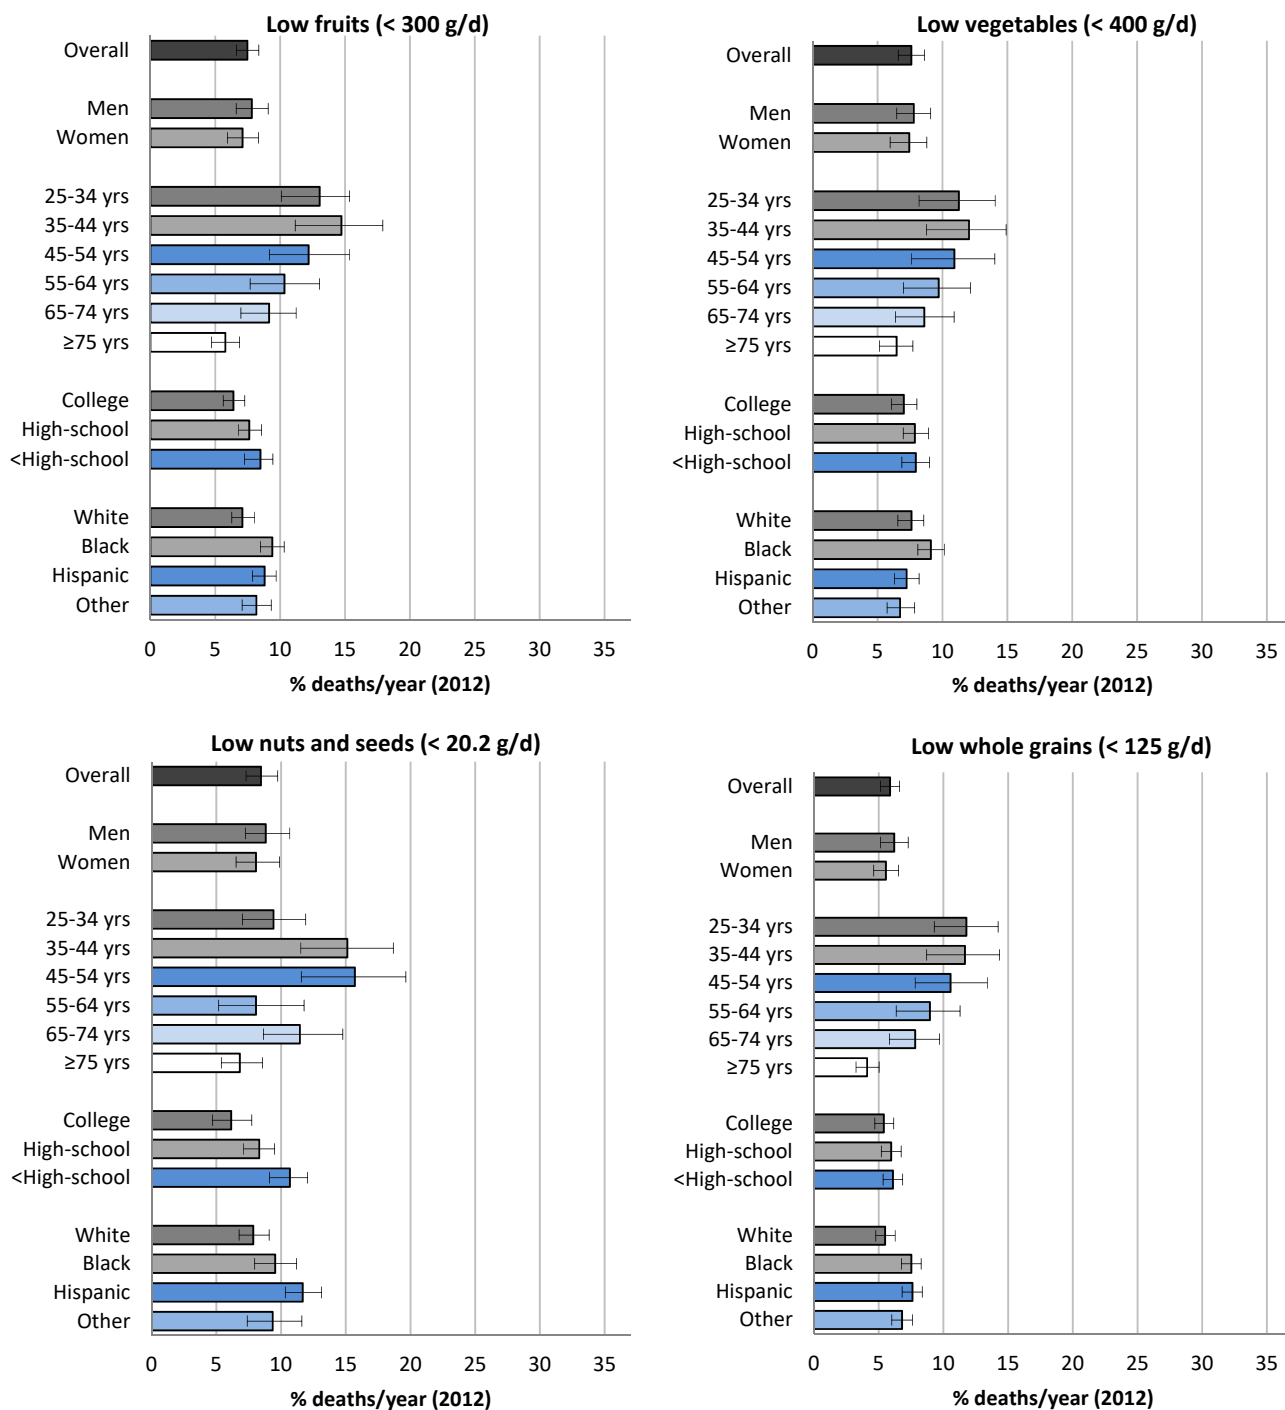 Low fruits (< 300 g/d)
Overall
Men
Women
25-34 yrs
35-44 yrs
45-54 yrs
55-64 yrs
65-74 yrs
≥75 yrs
College
High-school
<High-school
White
Black
Hispanic
Other
0 5 10 15 20 25 30 35
% deaths/year (2012)
Low vegetables (< 400 g/d)
Overall
Men
Women
25-34 yrs
35-44 yrs
45-54 yrs
55-64 yrs
65-74 yrs
≥75 yrs
College
High-school
<High-school
White
Black
Hispanic
Other
0 5 10 15 20 25 30 35
% deaths/year (2012)
Low nuts and seeds (< 20.2 g/d)
Overall
Men
Women
25-34 yrs
35-44 yrs
45-54 yrs
55-64 yrs
65-74 yrs
≥75 yrs
College
High-school
<High-school
White
Black
Hispanic
Other
0 5 10 15 20 25 30 35
% deaths/year (2012)
Low whole grains (< 125 g/d)
Overall
Men
Women
25-34 yrs
35-44 yrs
45-54 yrs
55-64 yrs
65-74 yrs
≥75 yrs
College
High-school
<High-school
White
Black
Hispanic
Other
0 5 10 15 20 25 30 35
% deaths/year (2012)